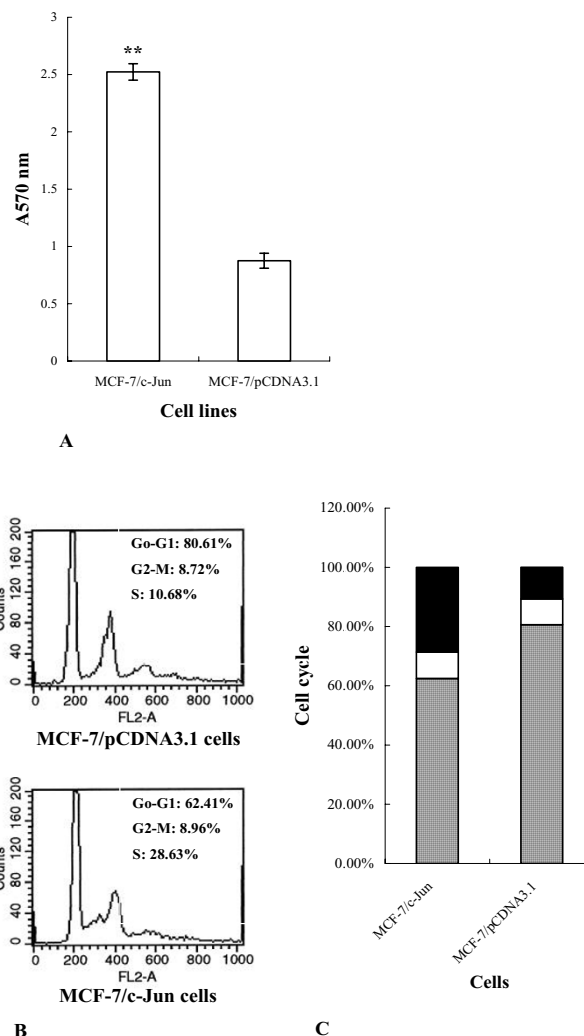 3
2.5
2
1.5
1
0.5
0
**
A570 nm
MCF-7/c-Jun MCF-7/pCDNA3.1
Cell lines
A
200
160
120
80
40
0
Counts
Go-G1: 80.61%
G2-M: 8.72%
S: 10.68%
0 200 400 600 800 1000
FL2-A
MCF-7/pCDNA3.1 cells
200
160
120
80
40
0
Counts
Go-G1: 62.41%
G2-M: 8.96%
S: 28.63%
0 200 400 600 800 1000
FL2-A
MCF-7/c-Jun cells
B
120.00%
100.00%
80.00%
60.00%
40.00%
20.00%
0.00%
Cell cycle
MCF-7/c-Jun
MCF-7/pCDNA3.1
Cells
C